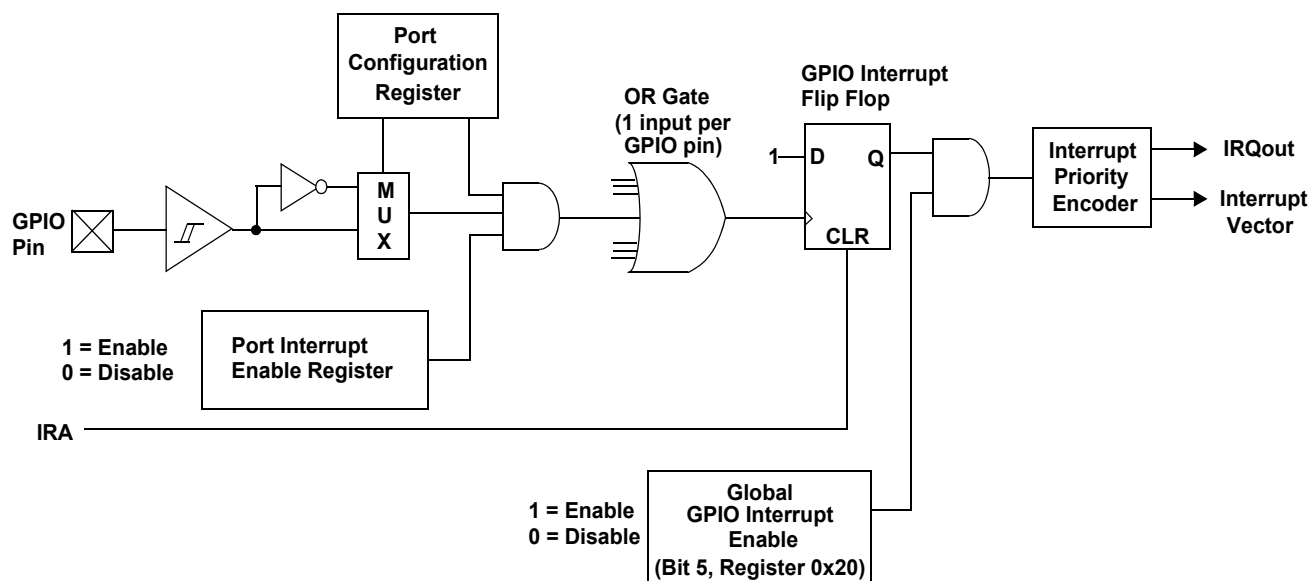 Port
Configuration
Register
OR Gate
(1 input per
GPIO pin)
GPIO Interrupt
Flip Flop
1
D
Q
CLR
M
U
X
GPIO
Pin
Interrupt
Priority
Encoder
IRQout
Interrupt
Vector
1 = Enable
0 = Disable
Port Interrupt
Enable Register
IRA
1 = Enable
0 = Disable
Global
GPIO Interrupt
Enable
(Bit 5, Register 0x20)